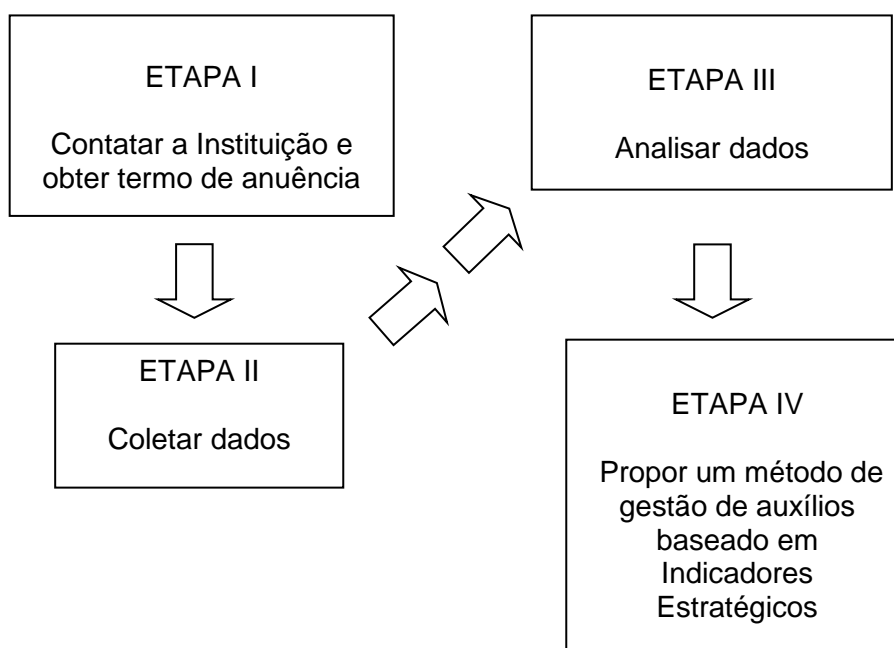 ETAPA I
Contatar a Instituição e
obter termo de anuência
ETAPA II
Coletar dados
ETAPA III
Analisar dados
ETAPA IV
Propor um método de
gestão de auxílios
baseado em
Indicadores
Estratégicos